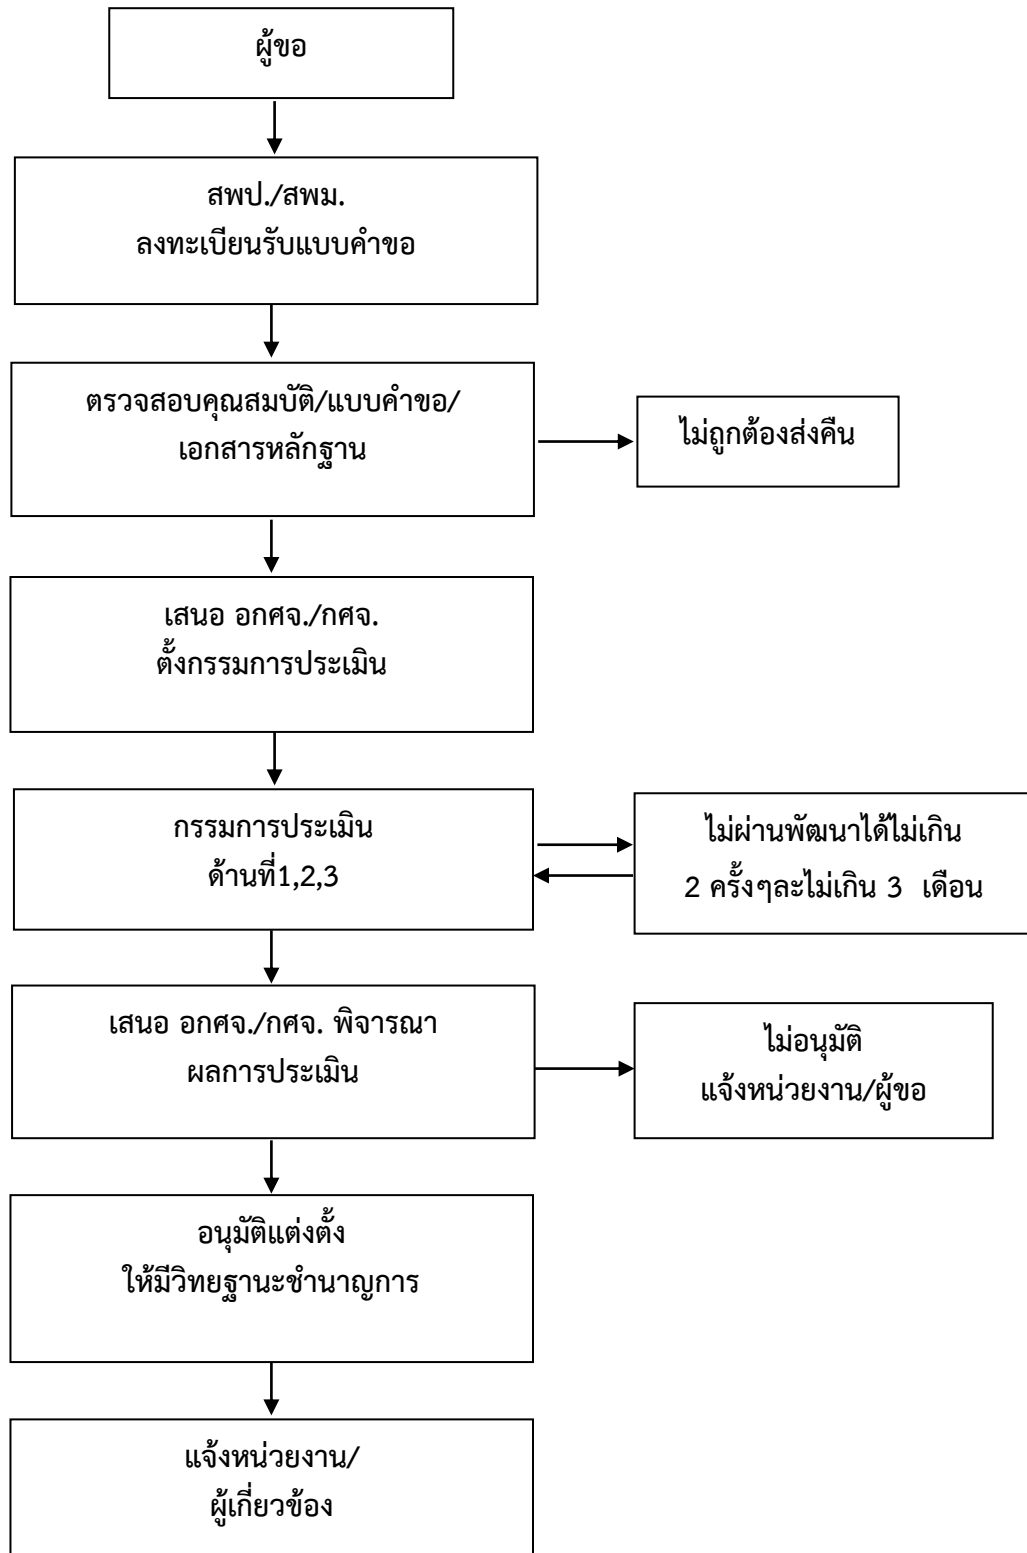 ผู้ขอ
สพป./สพม.
ลงทะเบียนรับแบบคำขอ
ตรวจสอบคุณสมบัติ/แบบคำขอ/
เอกสารหลักฐาน
ไม่ถูกต้องส่งคืน
เสนอ อกศจ./กศจ.
ตั้งกรรมการประเมิน
กรรมการประเมิน
ด้านที่1,2,3
ไม่ผ่านพัฒนาได้ไม่เกิน
2 ครั้งๆละไม่เกิน 3 เดือน
เสนอ อกศจ./กศจ. พิจารณา
ผลการประเมิน
ไม่อนุมัติ
แจ้งหน่วยงาน/ผู้ขอ
อนุมัติแต่งตั้ง
ให้มีวิทยฐานะชำนาญการ
แจ้งหน่วยงาน/
ผู้เกี่ยวข้อง